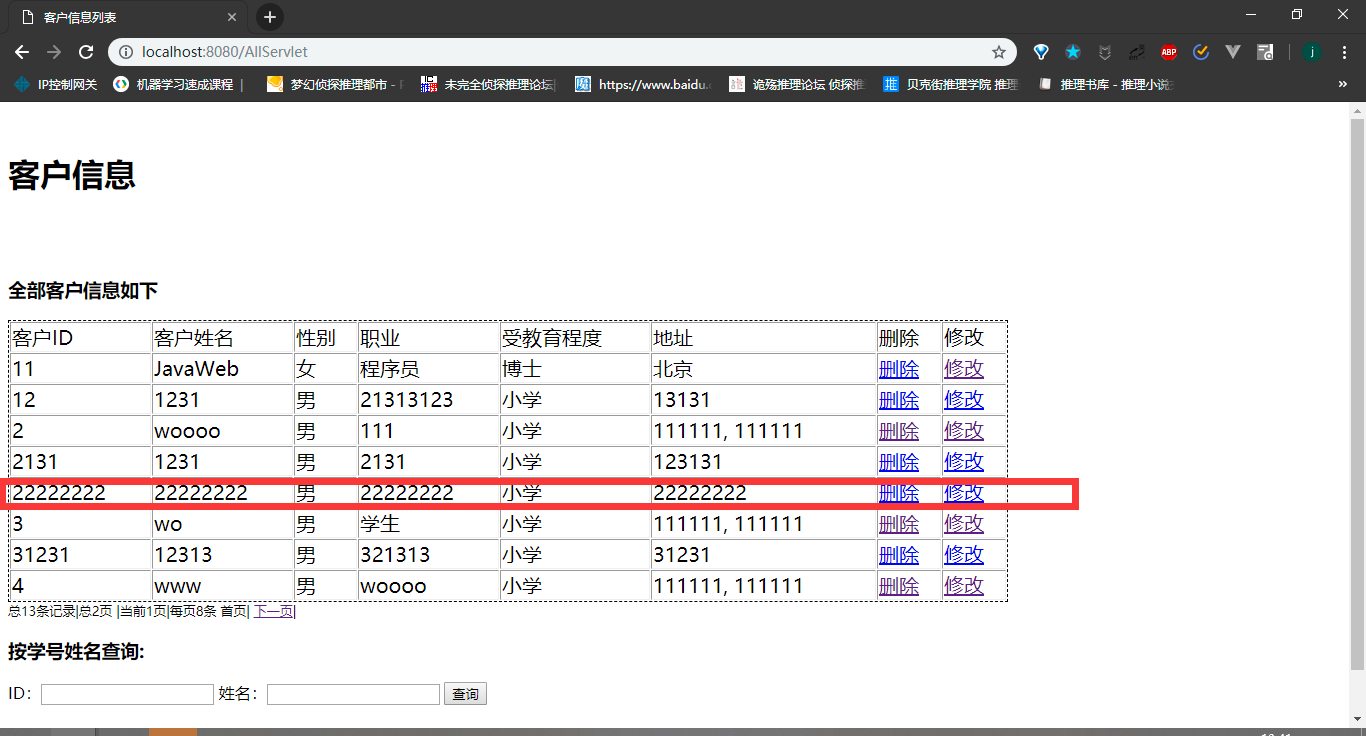 客户信息列表
localhost:8080/AllServlet
ABP
j
IP控制网关 机器学习速成课程 | 梦幻侦探推理都市 - 未完全侦探推理论坛 https://www.baidu.c 诡殇推理论坛 侦探推 推 贝克街推理学院 推理 推理书库 - 推理小说 »
客户信息
全部客户信息如下
客户ID 客户姓名 性别 职业 受教育程度 地址 删除 修改
11 JavaWeb 女 程序员 博士 北京 删除 修改
12 1231 男 21313123 小学 13131 删除 修改
2 woooo 男 111 小学 111111, 111111 删除 修改
2131 1231 男 2131 小学 123131 删除 修改
22222222 22222222 男 22222222 小学 22222222 删除 修改
3 wo 男 学生 小学 111111, 111111 删除 修改
31231 12313 男 321313 小学 31231 删除 修改
4 www 男 woooo 小学 111111, 111111 删除 修改
总13条记录|总2页 |当前1页|每页8条 首页| 下一页|
按学号姓名查询:
ID: 姓名: 查询